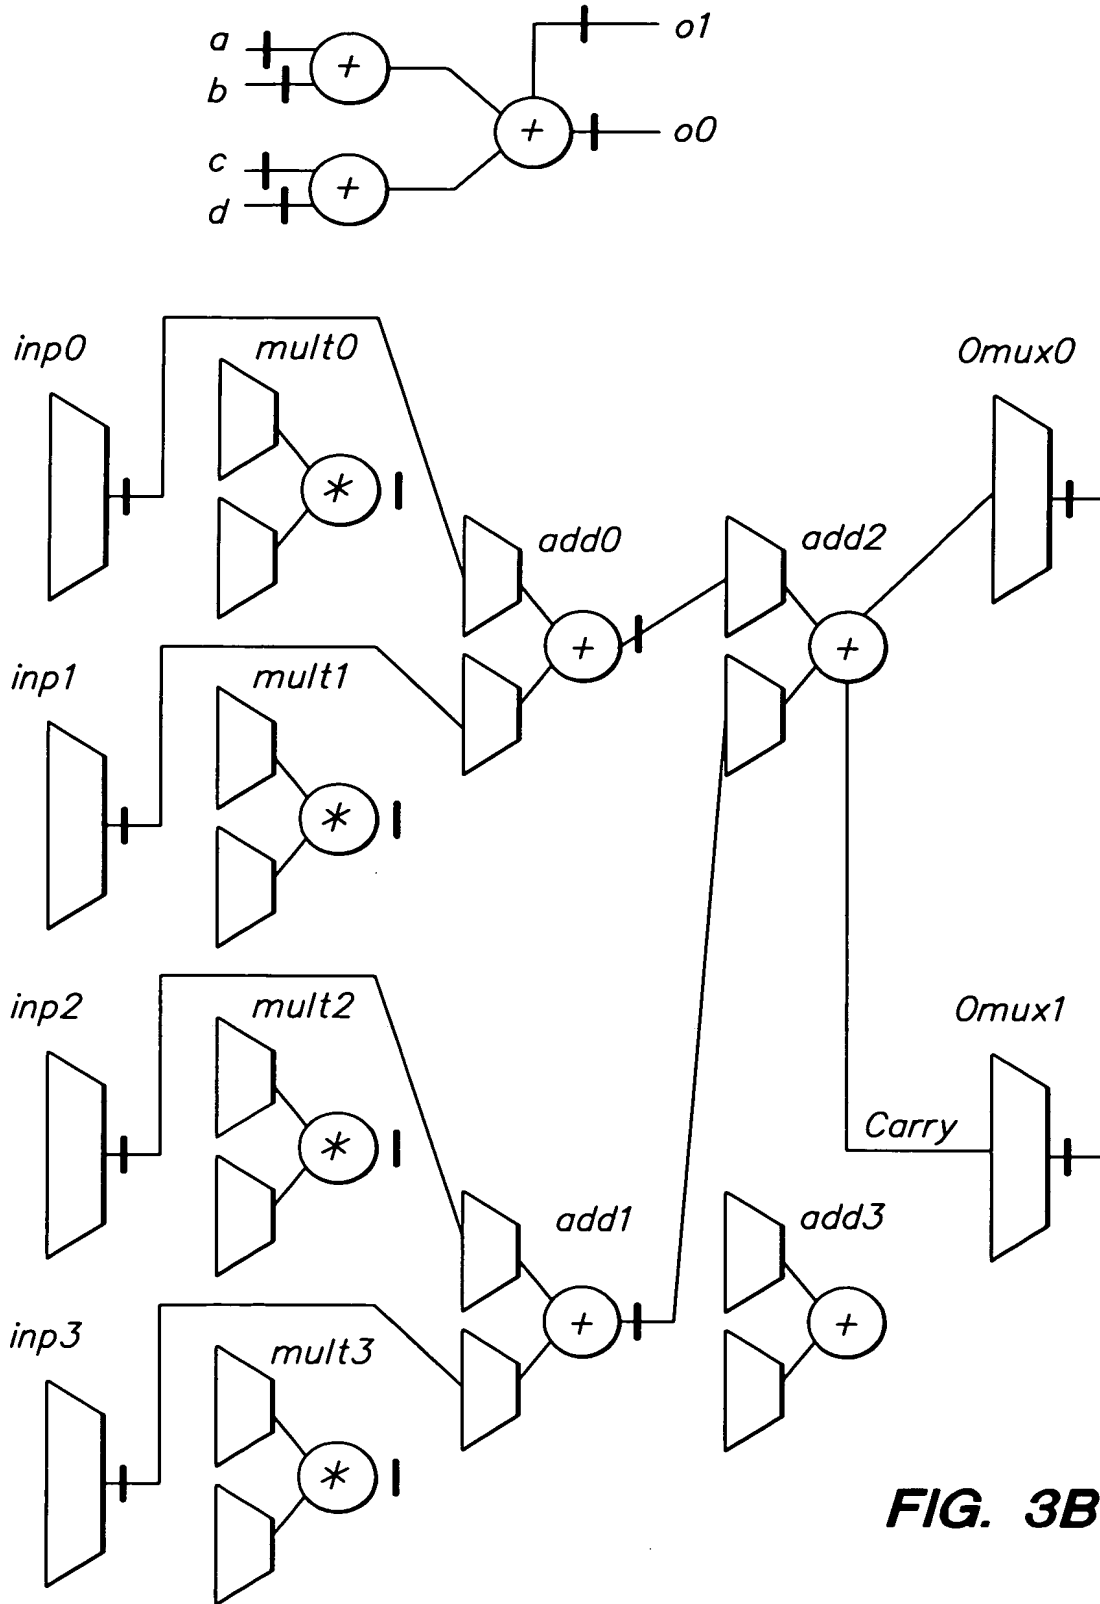 a
b
+
c
d
+
+
o1
o0
inp0
mult0
*
Omux0
add0
+
add2
+
inp1
mult1
*
inp2
mult2
*
Omux1
Carry
add1
+
add3
+
inp3
mult3
*
FIG. 3B